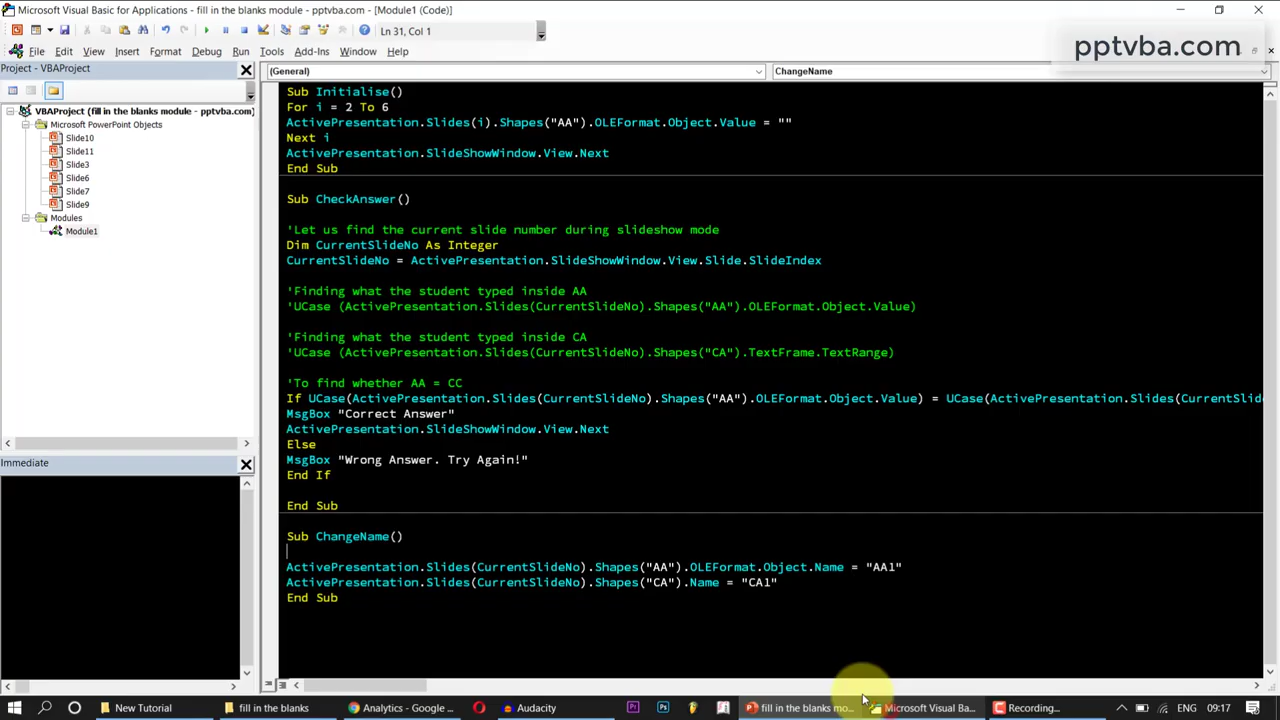 Microsoft Visual Basic for Applications - fill in the blanks module - pptvba.com - [Module1 (Code)]
File Edit View Insert Format Debug Run Tools Add-Ins Window Help
Ln 31, Col 1
pptvba.com
Project - VBAProject
VBAProject (fill in the blanks module - pptvba.com)
Microsoft PowerPoint Objects
Slide10
Slide11
Slide3
Slide6
Slide7
Slide9
Modules
Module1
Immediate
(General)
ChangeName
Sub Initialise()
For i = 2 To 6
ActivePresentation.Slides(i).Shapes("AA").OLEFormat.Object.Value = ""
Next i
ActivePresentation.SlideShowWindow.View.Next
End Sub
Sub CheckAnswer()
'Let us find the current slide number during slideshow mode
Dim CurrentSlideNo As Integer
CurrentSlideNo = ActivePresentation.SlideShowWindow.View.Slide.SlideIndex
'Finding what the student typed inside AA
'UCase (ActivePresentation.Slides(CurrentSlideNo).Shapes("AA").OLEFormat.Object.Value)
'Finding what the student typed inside CA
'UCase (ActivePresentation.Slides(CurrentSlideNo).Shapes("CA").TextFrame.TextRange)
'To find whether AA = CC
If UCase(ActivePresentation.Slides(CurrentSlideNo).Shapes("AA").OLEFormat.Object.Value) = UCase(ActivePresentation.Slides(CurrentSlid
MsgBox "Correct Answer"
ActivePresentation.SlideShowWindow.View.Next
Else
MsgBox "Wrong Answer. Try Again!"
End If
End Sub
Sub ChangeName()
ActivePresentation.Slides(CurrentSlideNo).Shapes("AA").OLEFormat.Object.Name = "AA1"
ActivePresentation.Slides(CurrentSlideNo).Shapes("CA").Name = "CA1"
End Sub
New Tutorial
fill in the blanks
Analytics - Google ...
Audacity
fill in the blanks mo...
Microsoft Visual Ba...
Recording...
ENG
09:17